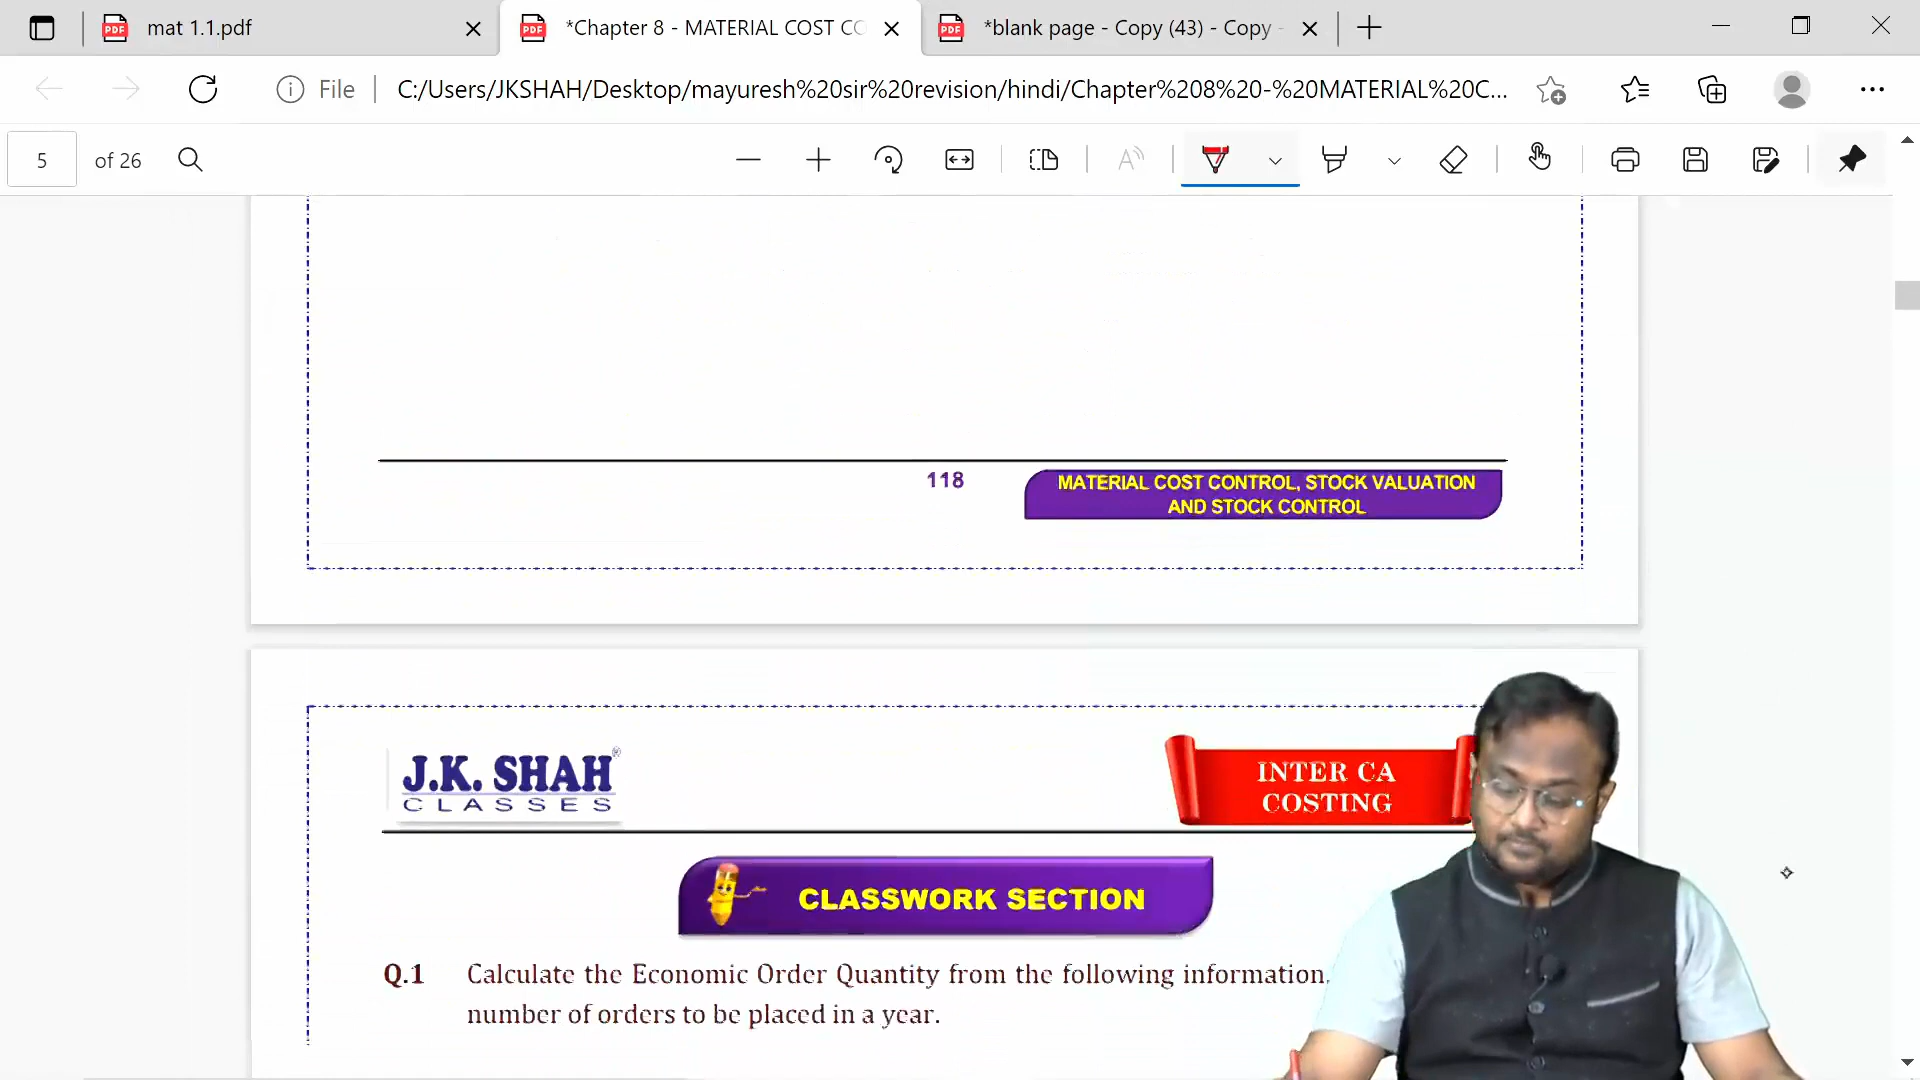 mat 1.1.pdf
*Chapter 8 - MATERIAL COST CO
*blank page - Copy (43) - Copy -
File
C:/Users/JKSHAH/Desktop/mayuresh%20sir%20revision/hindi/Chapter%208%20-%20MATERIAL%20C...
5 of 26
118
MATERIAL COST CONTROL, STOCK VALUATION
AND STOCK CONTROL
J.K. SHAH®
CLASSES
INTER CA
COSTING
CLASSWORK SECTION
Q.1 Calculate the Economic Order Quantity from the following information.
number of orders to be placed in a year.